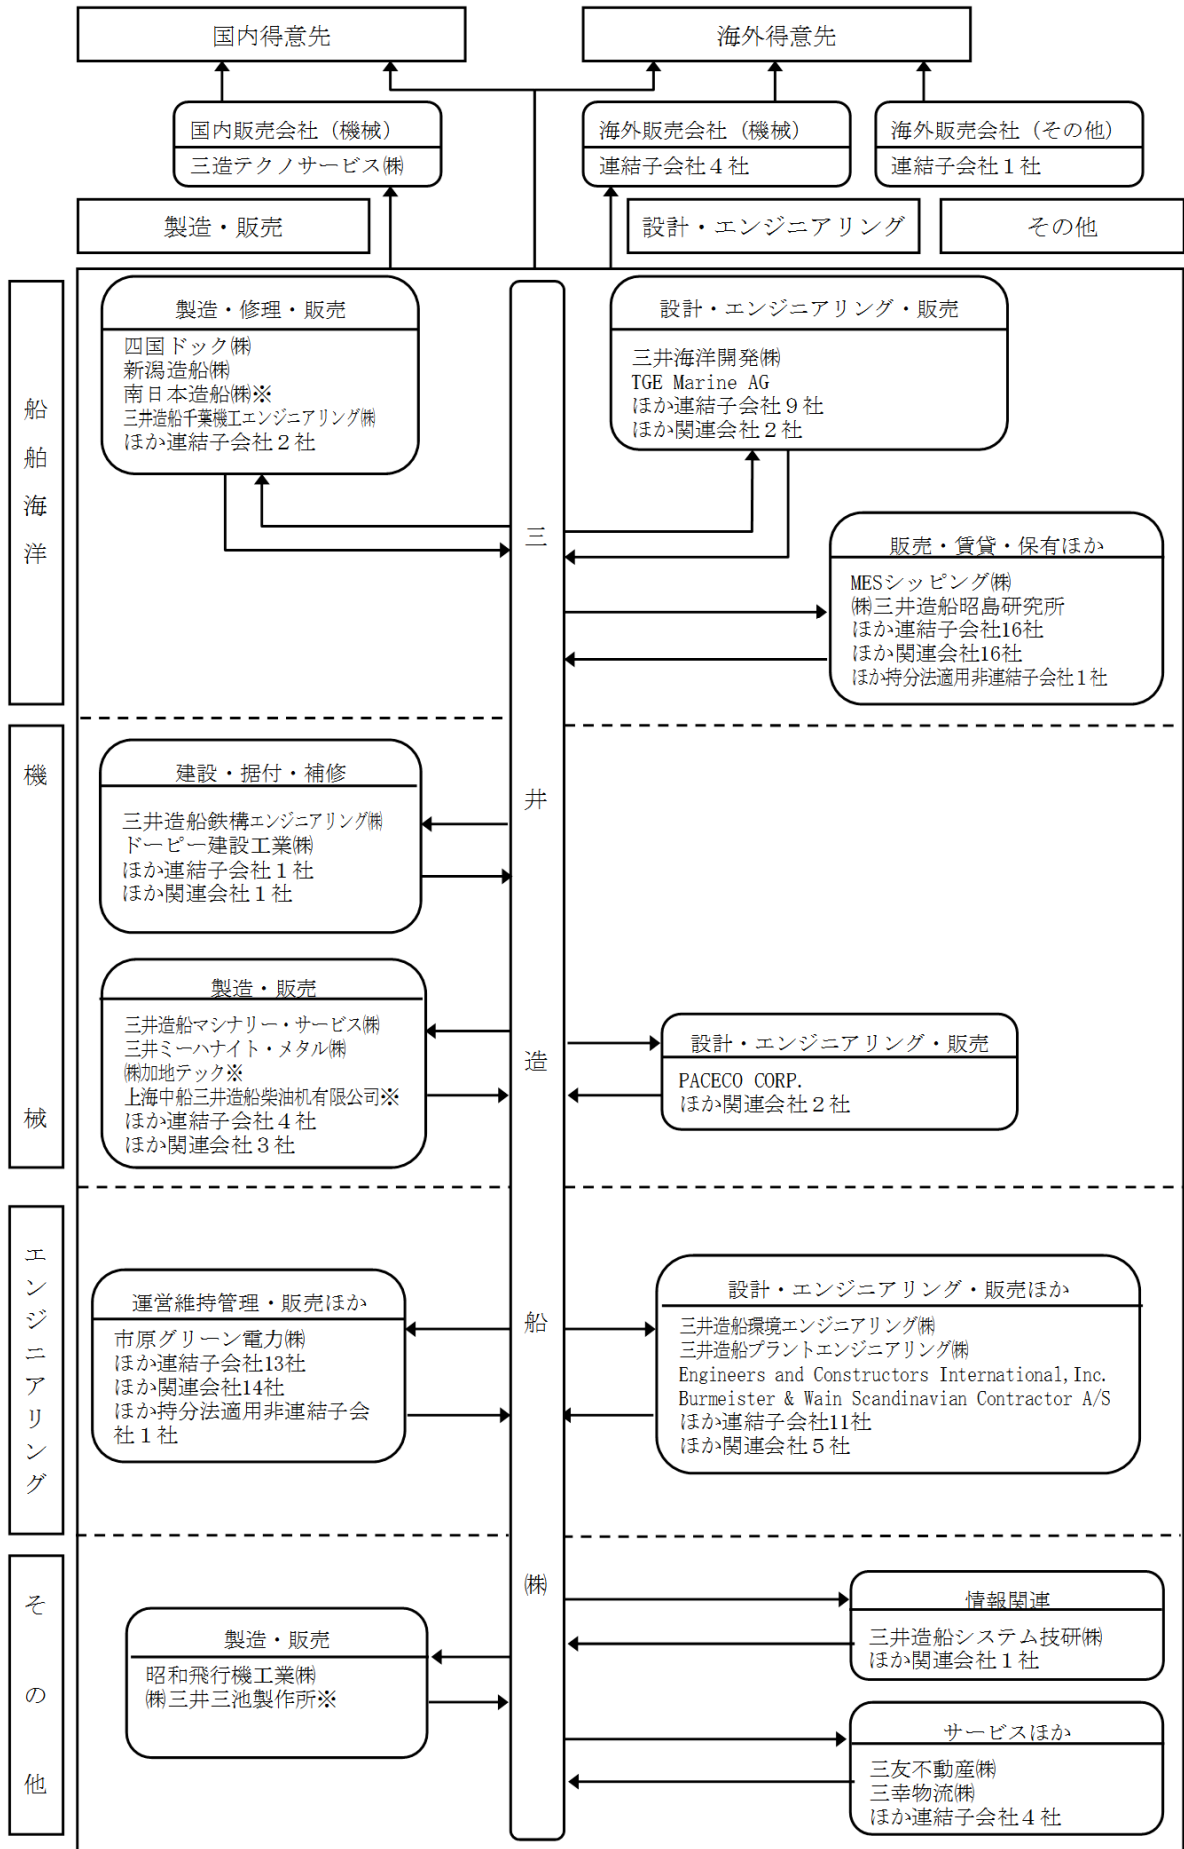 国内得意先
海外得意先
国内販売会社（機械）
三造テクノサービス㈱
海外販売会社（機械）
連結子会社４社
海外販売会社（その他）
連結子会社１社
製造・販売
設計・エンジニアリング
その他
船舶海洋
製造・修理・販売
四国ドック㈱
新潟造船㈱
南日本造船㈱※
三井造船千葉機工エンジニアリング㈱
ほか連結子会社２社
設計・エンジニアリング・販売
三井海洋開発㈱
TGE Marine AG
ほか連結子会社９社
ほか関連会社２社
販売・賃貸・保有ほか
MESシッピング㈱
㈱三井造船昭島研究所
ほか連結子会社16社
ほか関連会社16社
ほか持分法適用非連結子会社１社
三井造船㈱
機械
建設・据付・補修
三井造船鉄構エンジニアリング㈱
ドーピー建設工業㈱
ほか連結子会社１社
ほか関連会社１社
製造・販売
三井造船マシナリー・サービス㈱
三井ミーハナイト・メタル㈱
㈱加地テック※
上海中船三井造船柴油机有限公司※
ほか連結子会社４社
ほか関連会社３社
設計・エンジニアリング・販売
PACECO CORP.
ほか関連会社２社
エンジニアリング
運営維持管理・販売ほか
市原グリーン電力㈱
ほか連結子会社13社
ほか関連会社14社
ほか持分法適用非連結子会
社１社
設計・エンジニアリング・販売ほか
三井造船環境エンジニアリング㈱
三井造船プラントエンジニアリング㈱
Engineers and Constructors International,Inc.
Burmeister & Wain Scandinavian Contractor A/S
ほか連結子会社11社
ほか関連会社５社
その他
製造・販売
昭和飛行機工業㈱
㈱三井三池製作所※
情報関連
三井造船システム技研㈱
ほか関連会社１社
サービスほか
三友不動産㈱
三幸物流㈱
ほか連結子会社４社